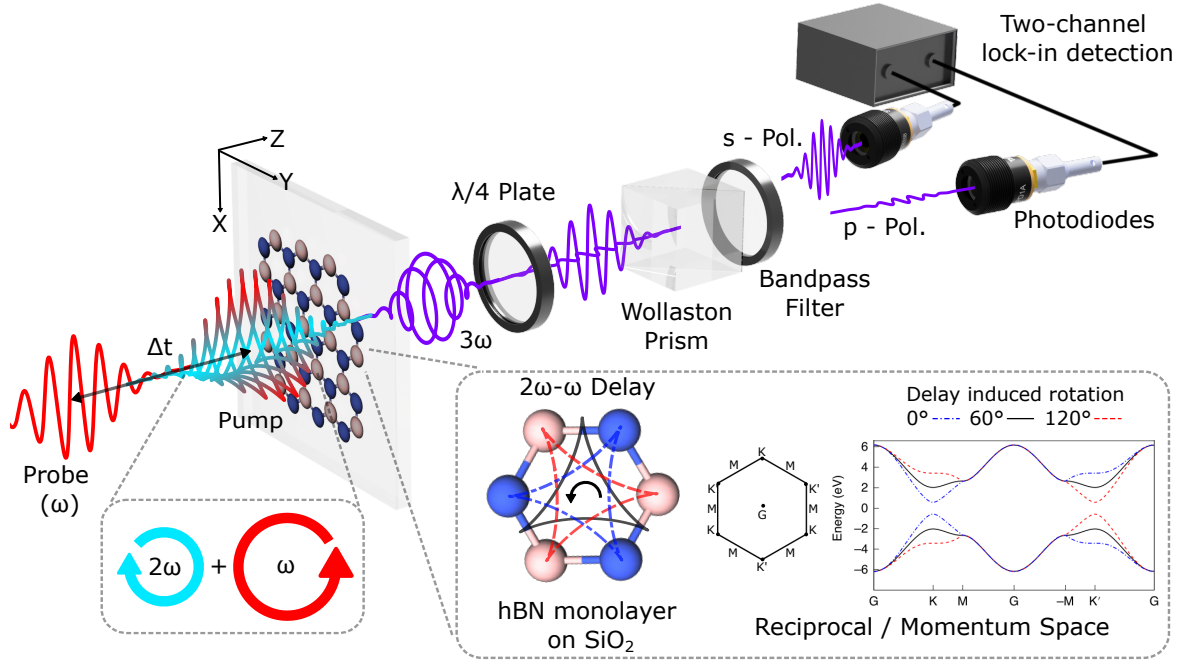 Two-channel
lock-in detection
s - Pol.
p - Pol.
Photodiodes
Z
Y
X
λ/4 Plate
Bandpass
Filter
Wollaston
Prism
3ω
Δt
Pump
Probe
(ω)
2ω + ω
2ω-ω Delay
hBN monolayer
on SiO₂
Delay induced rotation
0° 60° 120°
K
M M
K K'
M G M
K K
M M
K'
Energy (eV)
6
4
2
0
−2
−4
−6
G K M G −M K′ G
Reciprocal / Momentum Space